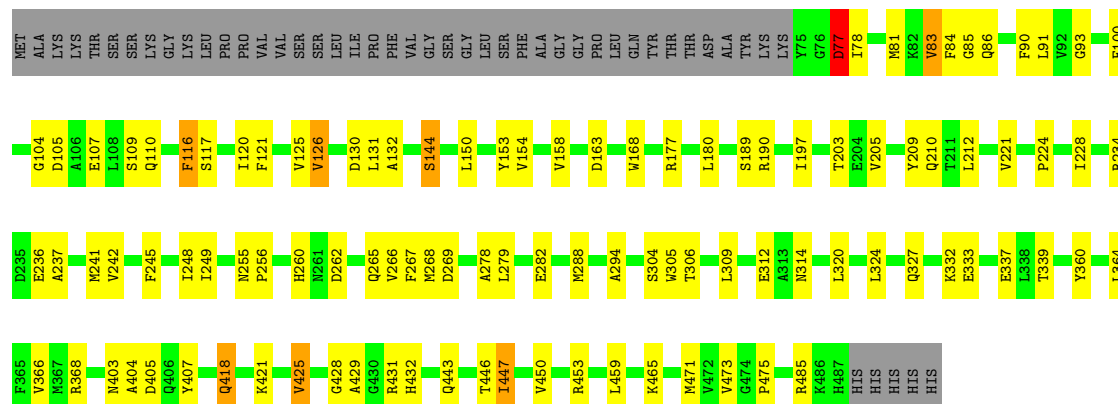 MET ALA LYS LYS THR SER SER LYS GLY LYS LEU PRO PRO VAL VAL SER SER LEU ILE PRO PHE VAL GLY SER GLY LEU SER PHE ALA GLY GLY PRO LEU GLN TYR THR THR ASP ALA TYR LYS LYS Y75 G76 D77 I78 M81 K82 V83 F84 G85 Q86 F90 L91 V92 G93
G104 D105 A106 E107 L108 S109 Q110 F116 S117 I120 F121 V125 V126 D130 L131 A132 S144 L150 Y153 V154 V158 D163 W168 R177 L180 S189 R190 I197 T203 E204 V205 Y209 Q210 T211 L212 V221 P224 I228
D235 E236 A237 M241 V242 F245 I248 I249 N255 P256 H260 N261 D262 Q265 V266 F267 M268 D269 A278 L279 E282 M288 A294 S304 W305 T306 L309 E312 A313 N314 L320 L324 Q327 K332 E333 E337 L338 T339 Y360
F365 V366 M367 R368 N403 A404 D405 Q406 Y407 Q418 K421 V425 G428 A429 G430 R431 H432 Q443 T446 I447 V450 R453 L459 K465 M471 V472 V473 G474 P475 R485 K486 H487 HIS HIS HIS HIS HIS